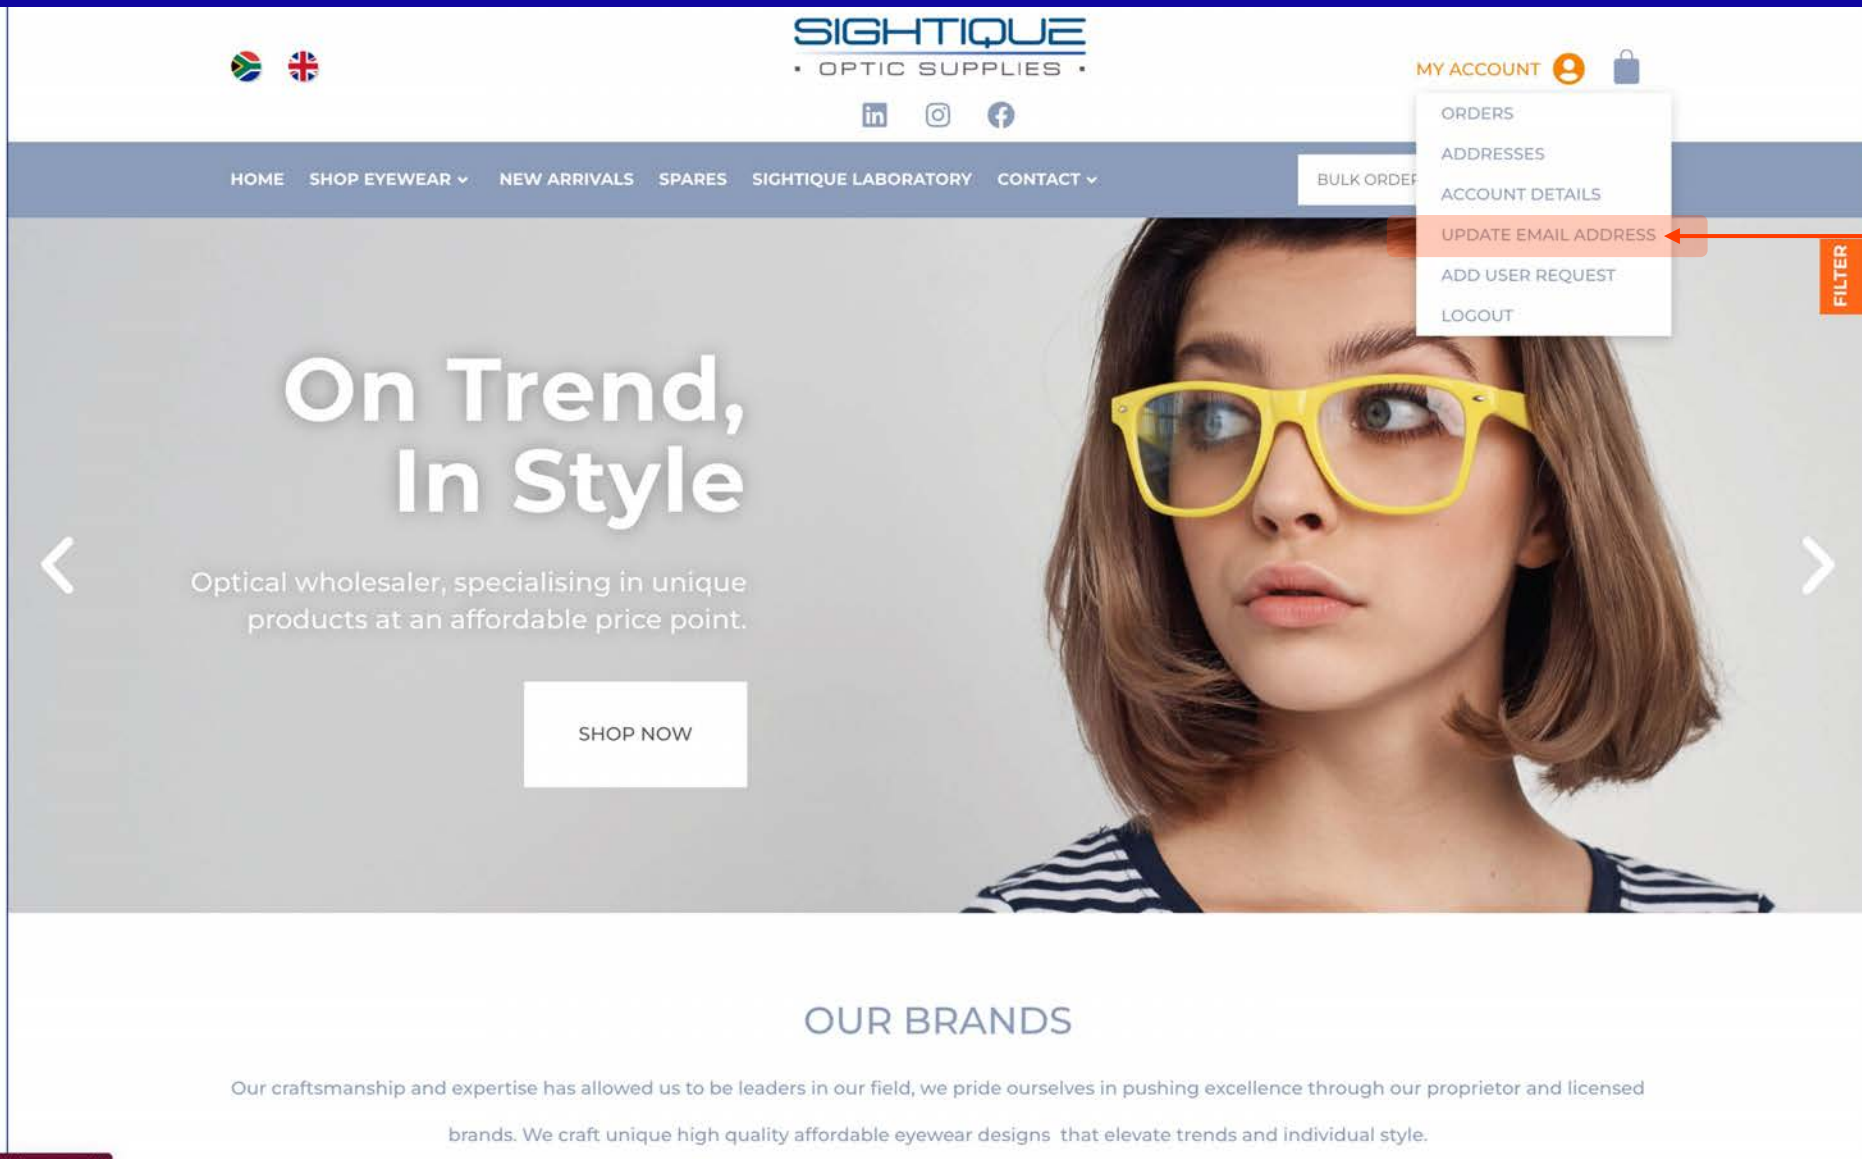 SIGHTIQUE
• OPTIC SUPPLIES •
MY ACCOUNT
ORDERS
ADDRESSES
ACCOUNT DETAILS
UPDATE EMAIL ADDRESS
ADD USER REQUEST
LOGOUT
HOME SHOP EYEWEAR NEW ARRIVALS SPARES SIGHTIQUE LABORATORY CONTACT
BULK ORDER
FILTER
On Trend,
In Style
Optical wholesaler, specialising in unique
products at an affordable price point.
SHOP NOW
OUR BRANDS
Our craftsmanship and expertise has allowed us to be leaders in our field, we pride ourselves in pushing excellence through our proprietor and licensed
brands. We craft unique high quality affordable eyewear designs that elevate trends and individual style.